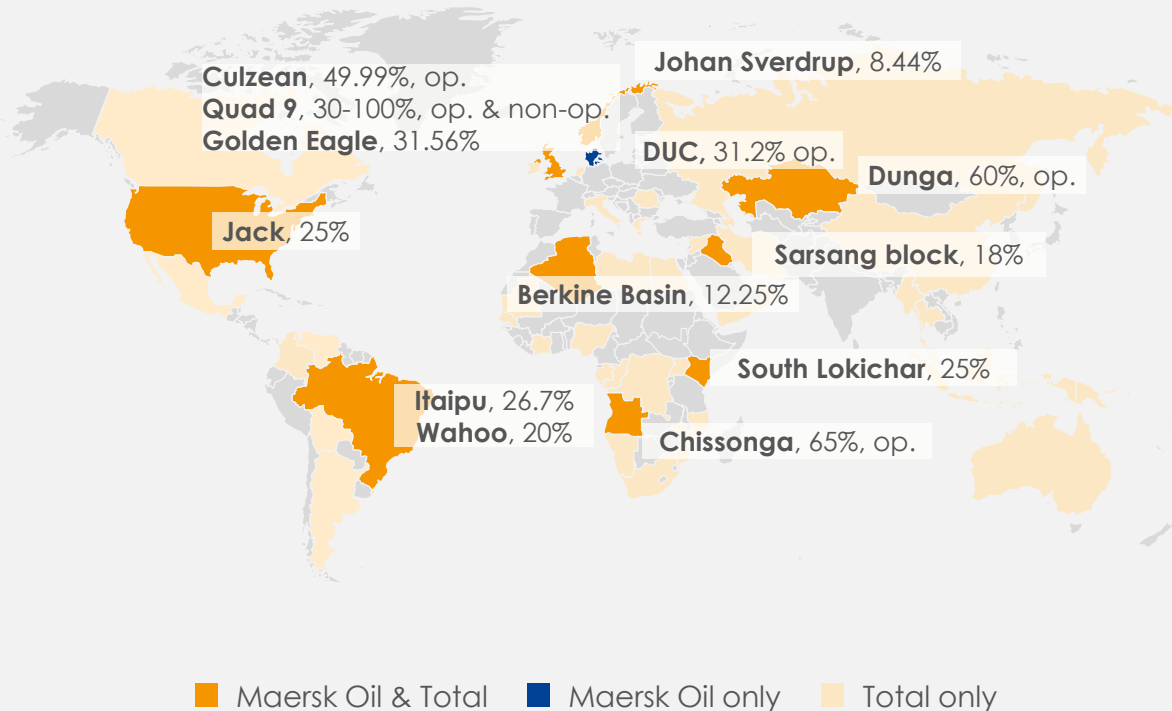 Johan Sverdrup, 8.44%
Culzean, 49.99%, op.
Quad 9, 30-100%, op. & non-op.
Golden Eagle, 31.56%
DUC, 31.2% op.
Dunga, 60%, op.
Jack, 25%
Sarsang block, 18%
Berkine Basin, 12.25%
South Lokichar, 25%
Itaipu, 26.7%
Wahoo, 20%
Chissonga, 65%, op.
Maersk Oil & Total
Maersk Oil only
Total only